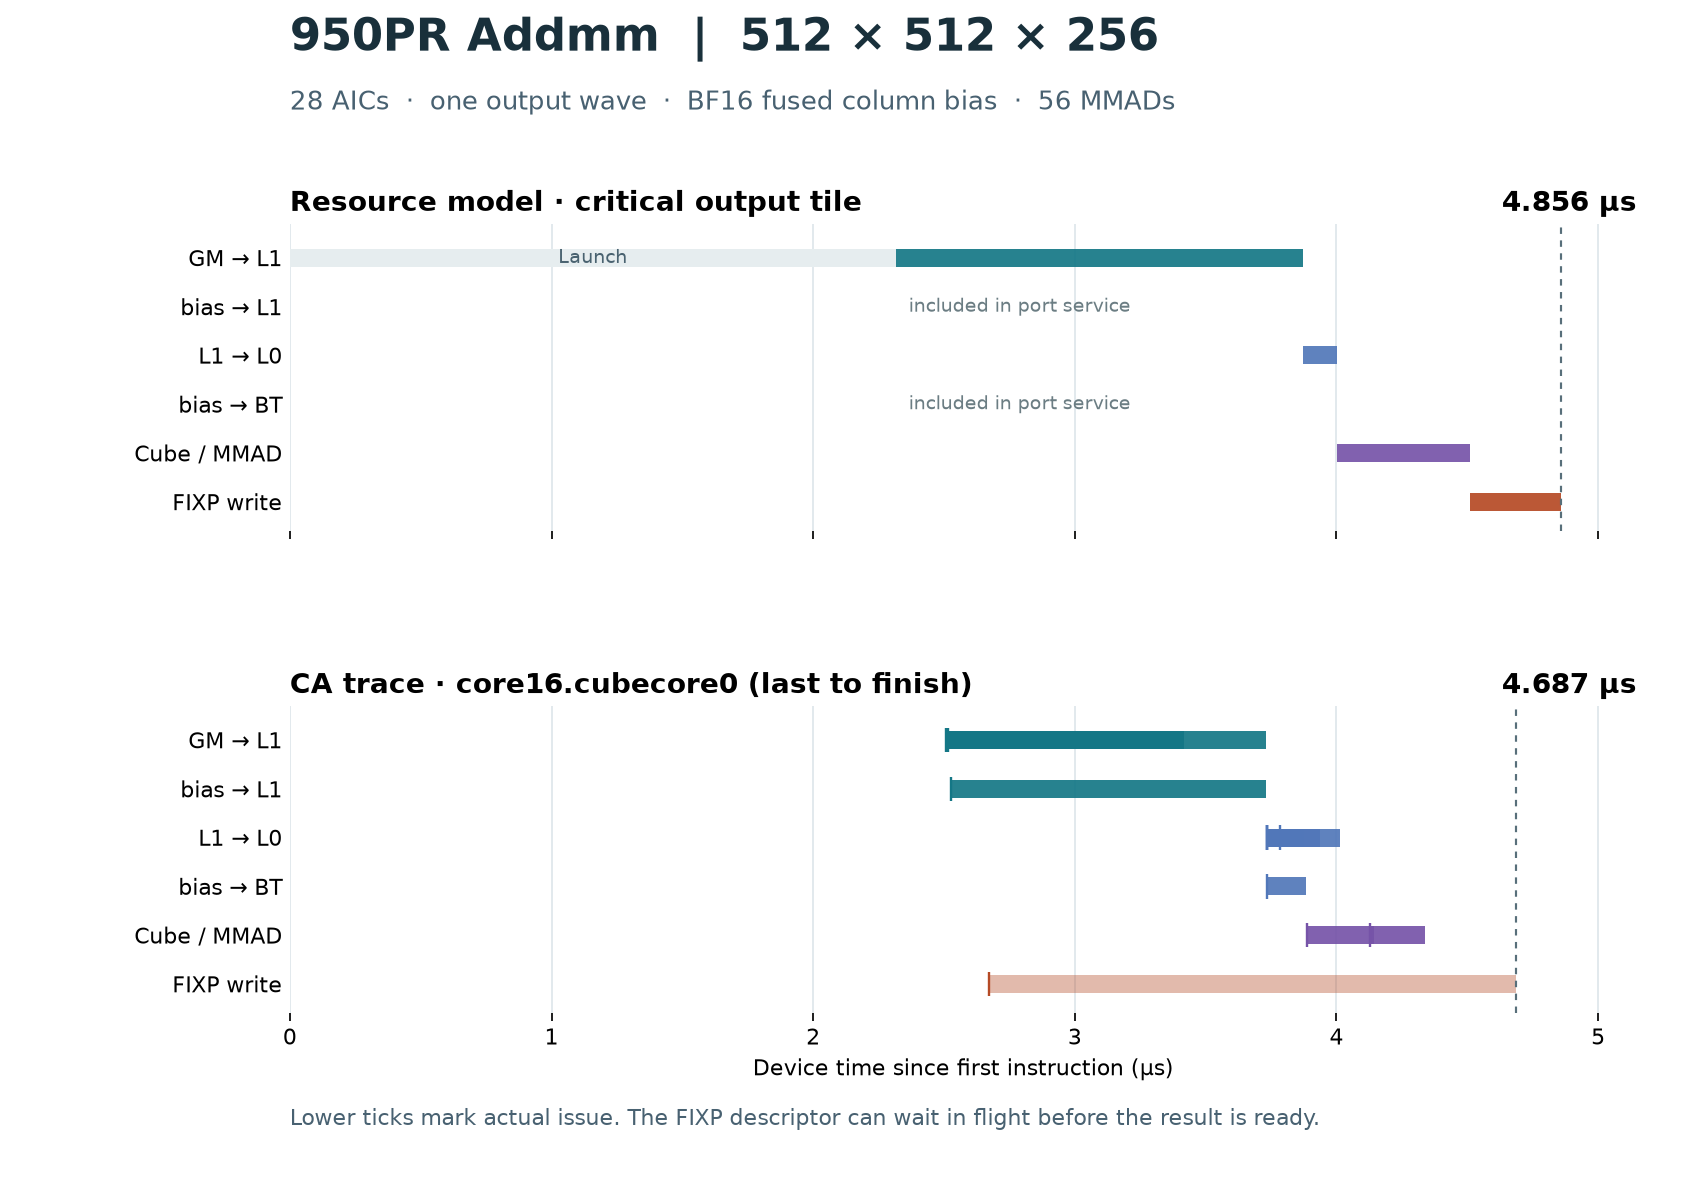 950PR Addmm | 512 × 512 × 256
28 AICs · one output wave · BF16 fused column bias · 56 MMADs
Resource model · critical output tile
4.856 µs
GM → L1
Launch
bias → L1
included in port service
L1 → L0
bias → BT
included in port service
Cube / MMAD
FIXP write
CA trace · core16.cubecore0 (last to finish)
4.687 µs
GM → L1
bias → L1
L1 → L0
bias → BT
Cube / MMAD
FIXP write
0 1 2 3 4 5
Device time since first instruction (µs)
Lower ticks mark actual issue. The FIXP descriptor can wait in flight before the result is ready.